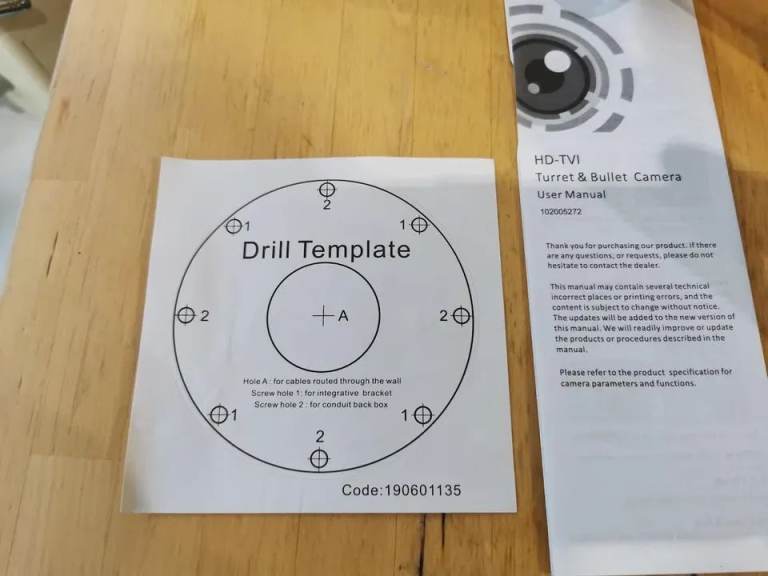 2
1
1
Drill Template
2
A
2
Hole A : for cables routed through the wall
Screw hole 1: for integrative bracket
Screw hole 2 : for conduit back box
1
1
2
Code:190601135
HD-TVI
Turret & Bullet Camera
User Manual
102005272
Thank you for purchasing our product. if there
are any questions, or requests, please do not
hesitate to contact the dealer.
This manual may contain several technical
incorrect places or printing errors, and the
content is subject to change without notice.
The updates will be added to the new version of
this manual. We will readily improve or update
the products or procedures described in the
manual.
Please refer to the product specification for
camera parameters and functions.